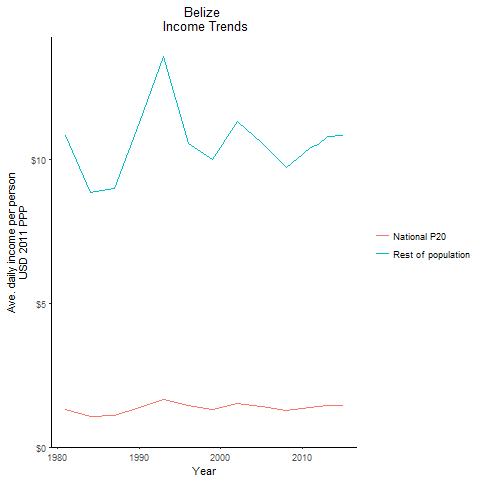 Belize
Income Trends
Ave. daily income per person
USD 2011 PPP
$10
$5
$0
1980
1990
2000
2010
Year
National P20
Rest of population